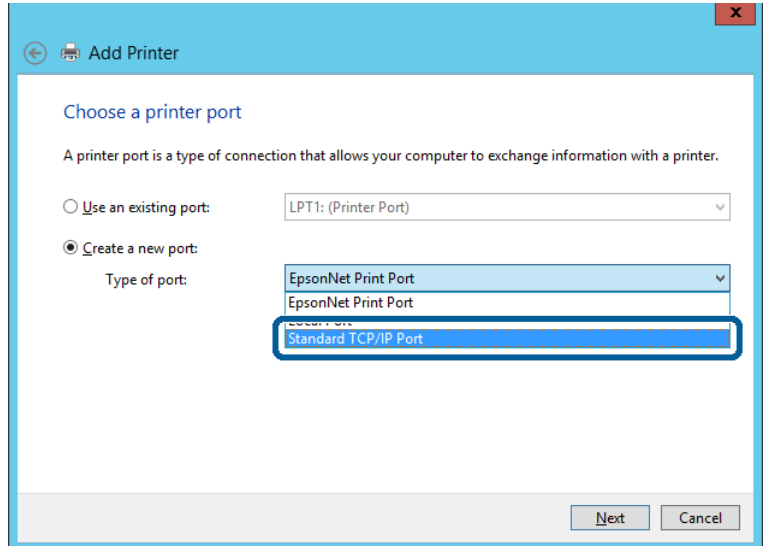 x
Add Printer
Choose a printer port
A printer port is a type of connection that allows your computer to exchange information with a printer.
Use an existing port: LPT1: (Printer Port)
Create a new port:
Type of port: EpsonNet Print Port
EpsonNet Print Port
Local Port
Standard TCP/IP Port
Next Cancel